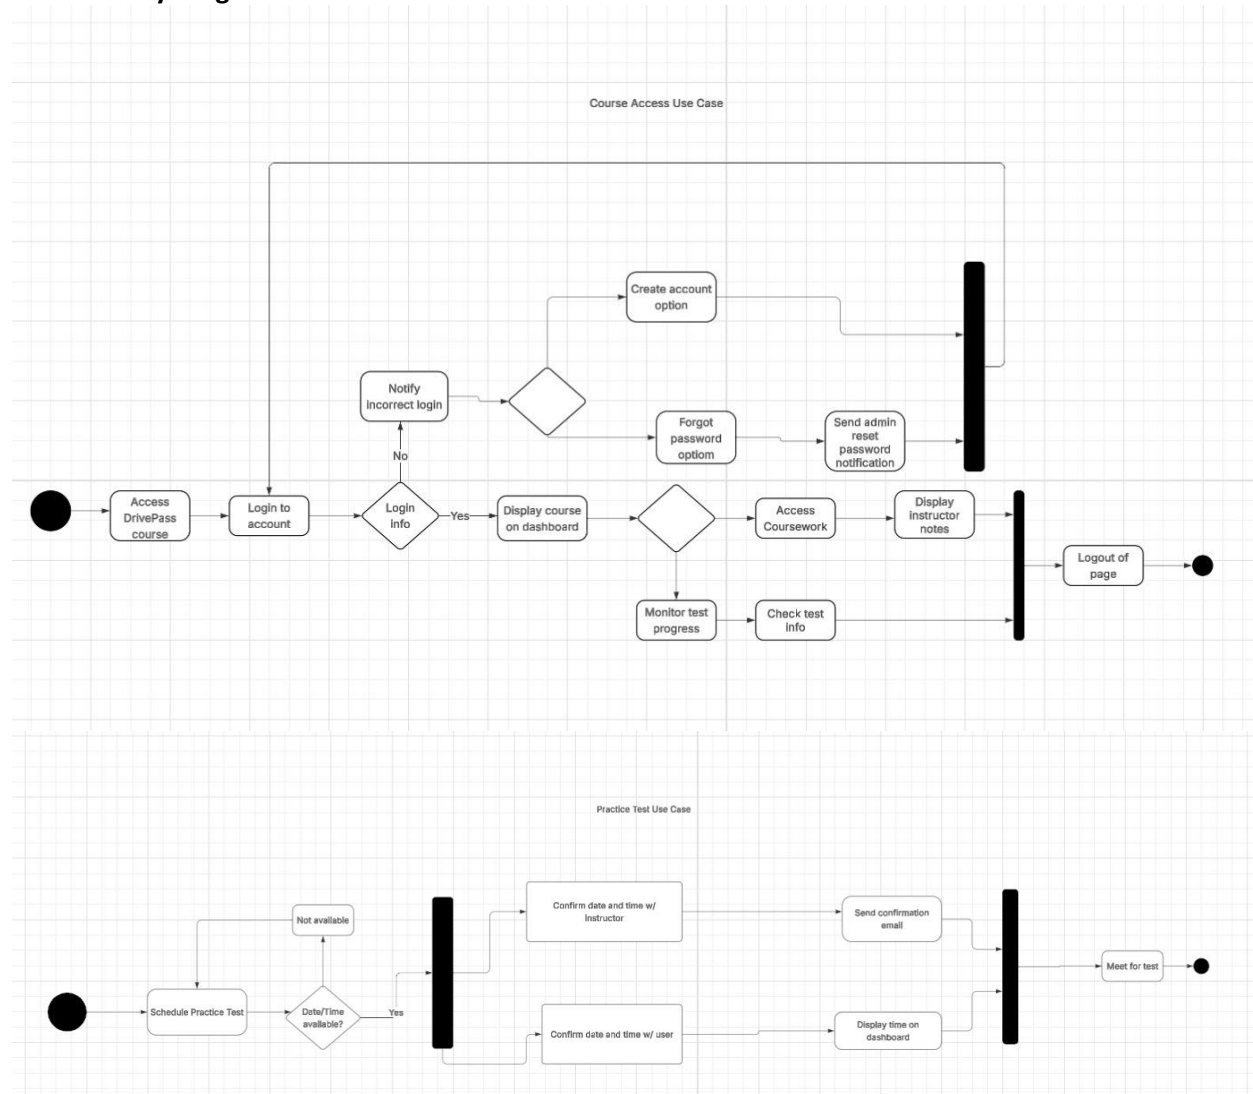 Course Access Use Case
Create account
option
Notify
incorrect login
Forgot
password
optiom
Send admin
reset
password
notification
No
Access
DrivePass
course
Login to
account
Login
info
Yes
Display course
on dashboard
Access
Coursework
Display
instructor
notes
Logout of
page
Monitor test
progress
Check test
info
Practice Test Use Case
Not available
Confirm date and time w/
instructor
Send confirmation
email
Meet for test
Schedule Practice Test
Date/Time
available?
Yes
Confirm date and time w/ user
Display time on
dashboard